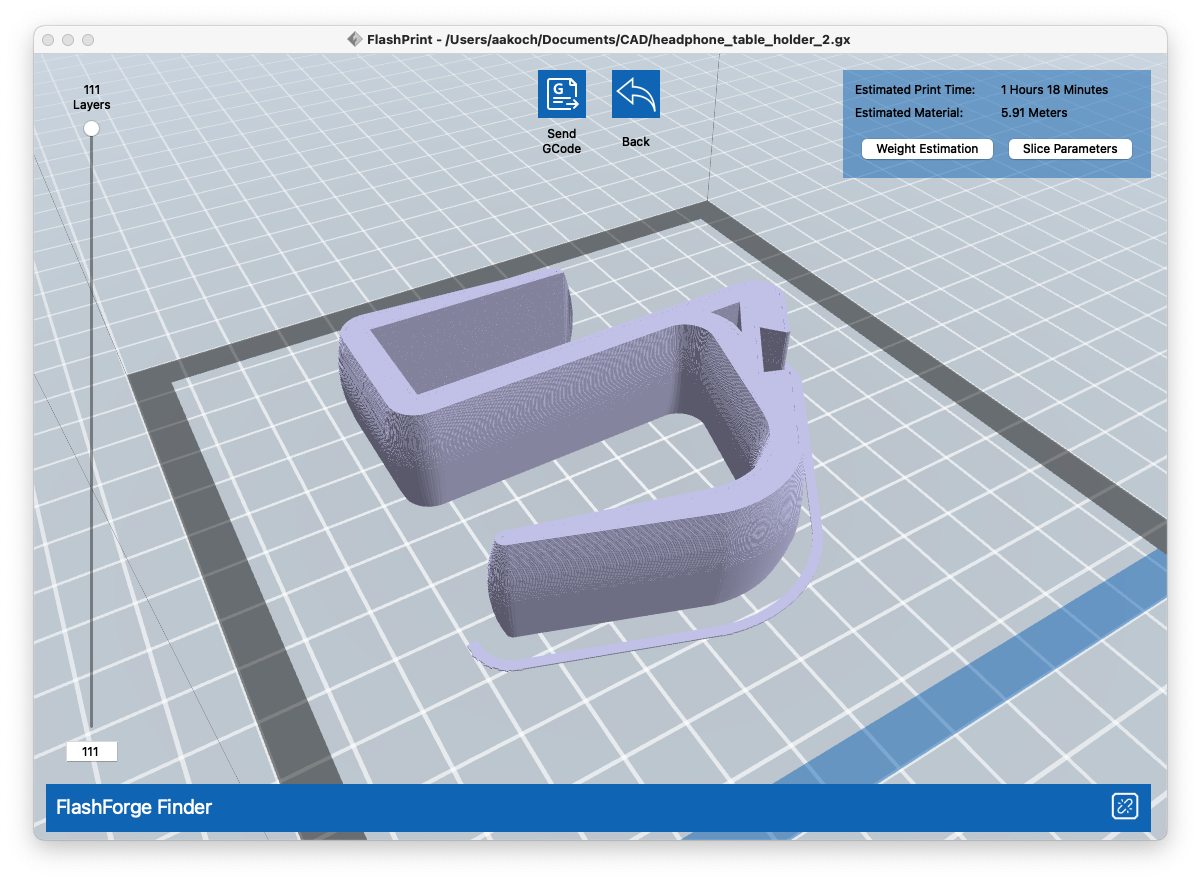 FlashPrint - /Users/aakoch/Documents/CAD/headphone_table_holder_2.gx
111
Layers
G
Send
GCode
Back
Estimated Print Time: 1 Hours 18 Minutes
Estimated Material: 5.91 Meters
Weight Estimation Slice Parameters
111
FlashForge Finder